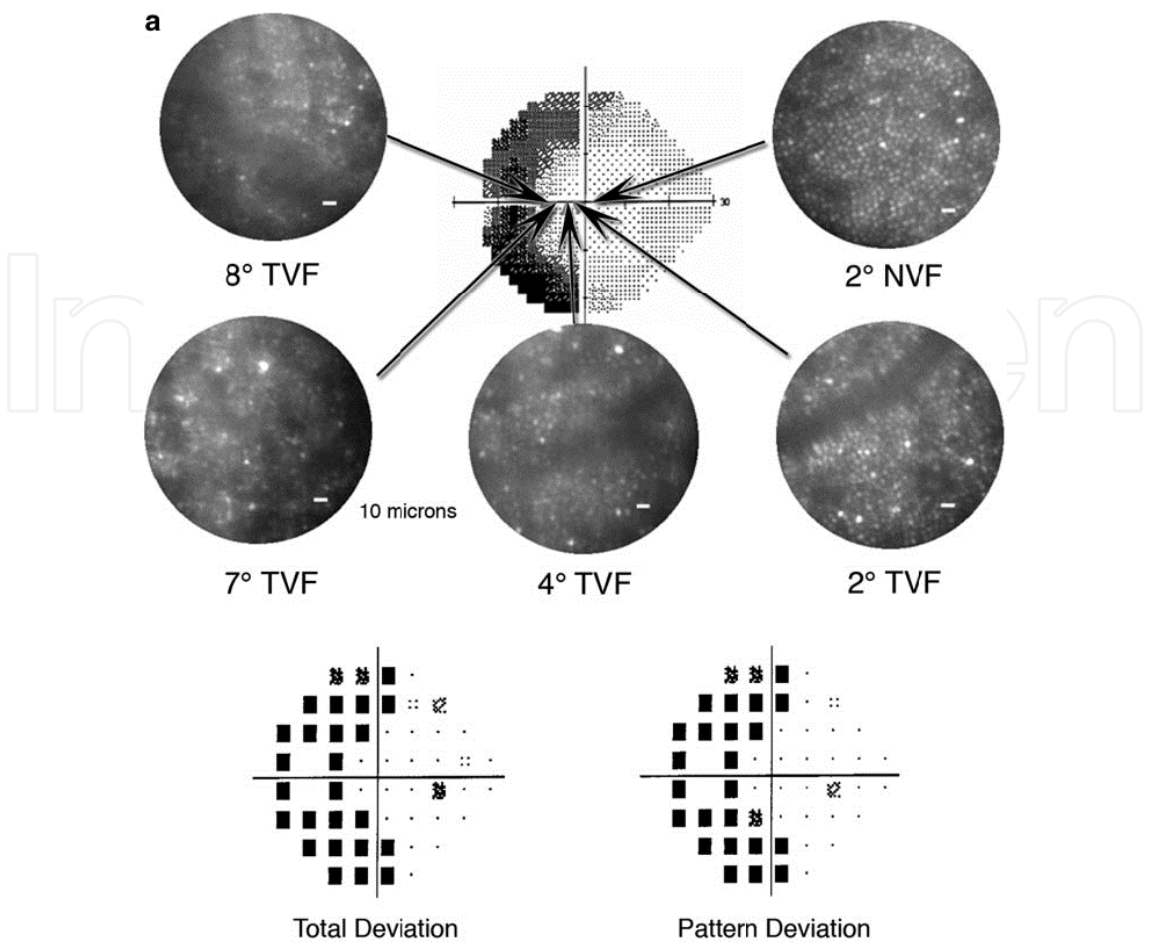 a
30
8° TVF
2° NVF
10 microns
7° TVF
4° TVF
2° TVF
Total Deviation
Pattern Deviation